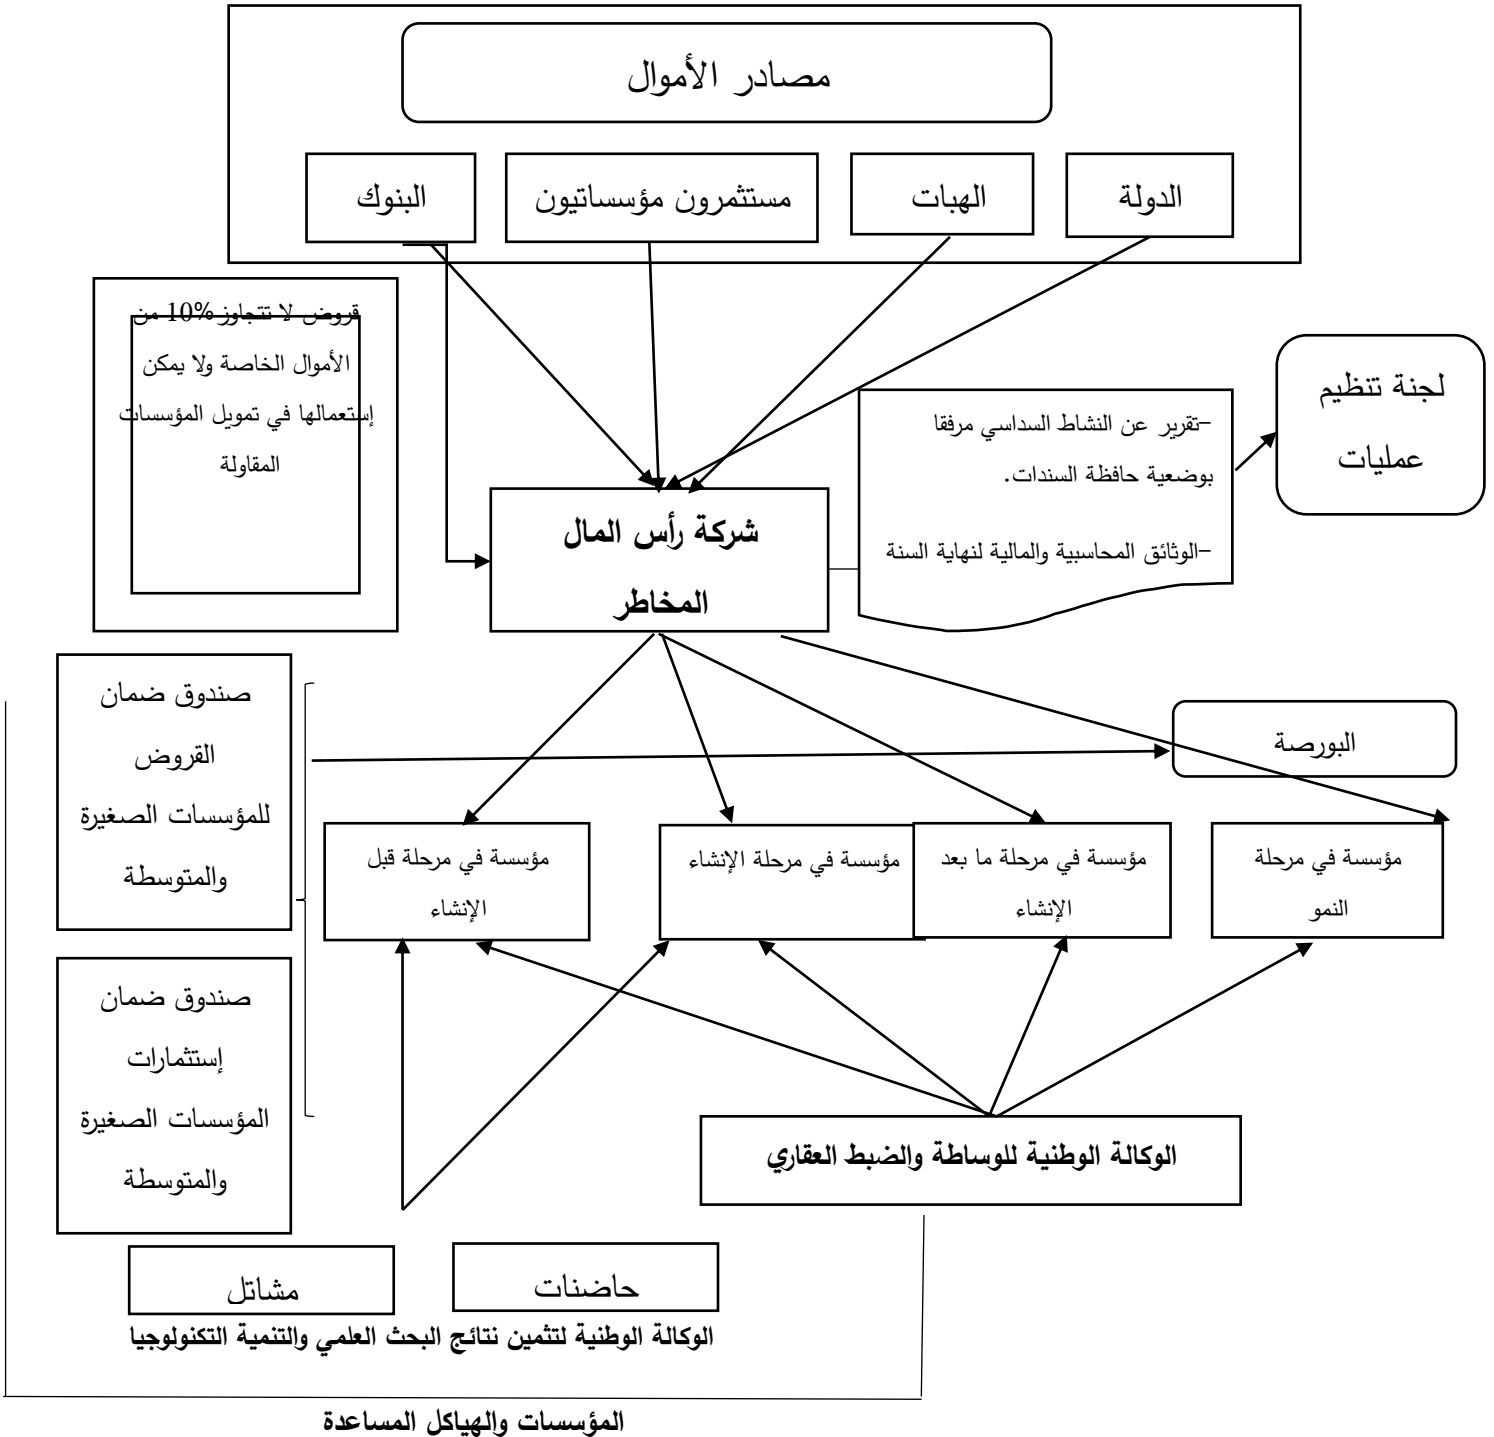 مصادر الأموال
الدولة
الهبات
مستثمرون مؤسساتيون
البنوك
قروض لا تتجاوز 10% من
الأموال الخاصة ولا يمكن
إستعمالها في تمويل المؤسسات
المقاولة
لجنة تنظيم
عمليات
-تقرير عن النشاط السداسي مرفقا
بوضعية حافظة السندات.
-الوثائق المحاسبية والمالية لنهاية السنة
شركة رأس المال
المخاطر
صندوق ضمان
القروض
للمؤسسات الصغيرة
والمتوسطة
البورصة
مؤسسة في مرحلة
النمو
مؤسسة في مرحلة ما بعد
الإنشاء
مؤسسة في مرحلة الإنشاء
مؤسسة في مرحلة قبل
الإنشاء
صندوق ضمان
إستثمارات
المؤسسات الصغيرة
والمتوسطة
الوكالة الوطنية للوساطة والضبط العقاري
حاضنات
مشاتل
الوكالة الوطنية لتثمين نتائج البحث العلمي والتنمية التكنولوجيا
المؤسسات والهياكل المساعدة